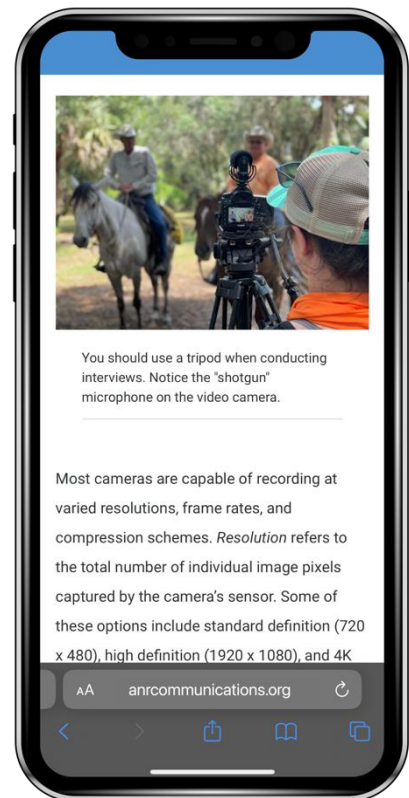 You should use a tripod when conducting
interviews. Notice the "shotgun"
microphone on the video camera.
Most cameras are capable of recording at
varied resolutions, frame rates, and
compression schemes. Resolution refers to
the total number of individual image pixels
captured by the camera’s sensor. Some of
these options include standard definition (720
x 480), high definition (1920 x 1080), and 4K
AA anrcommunications.org